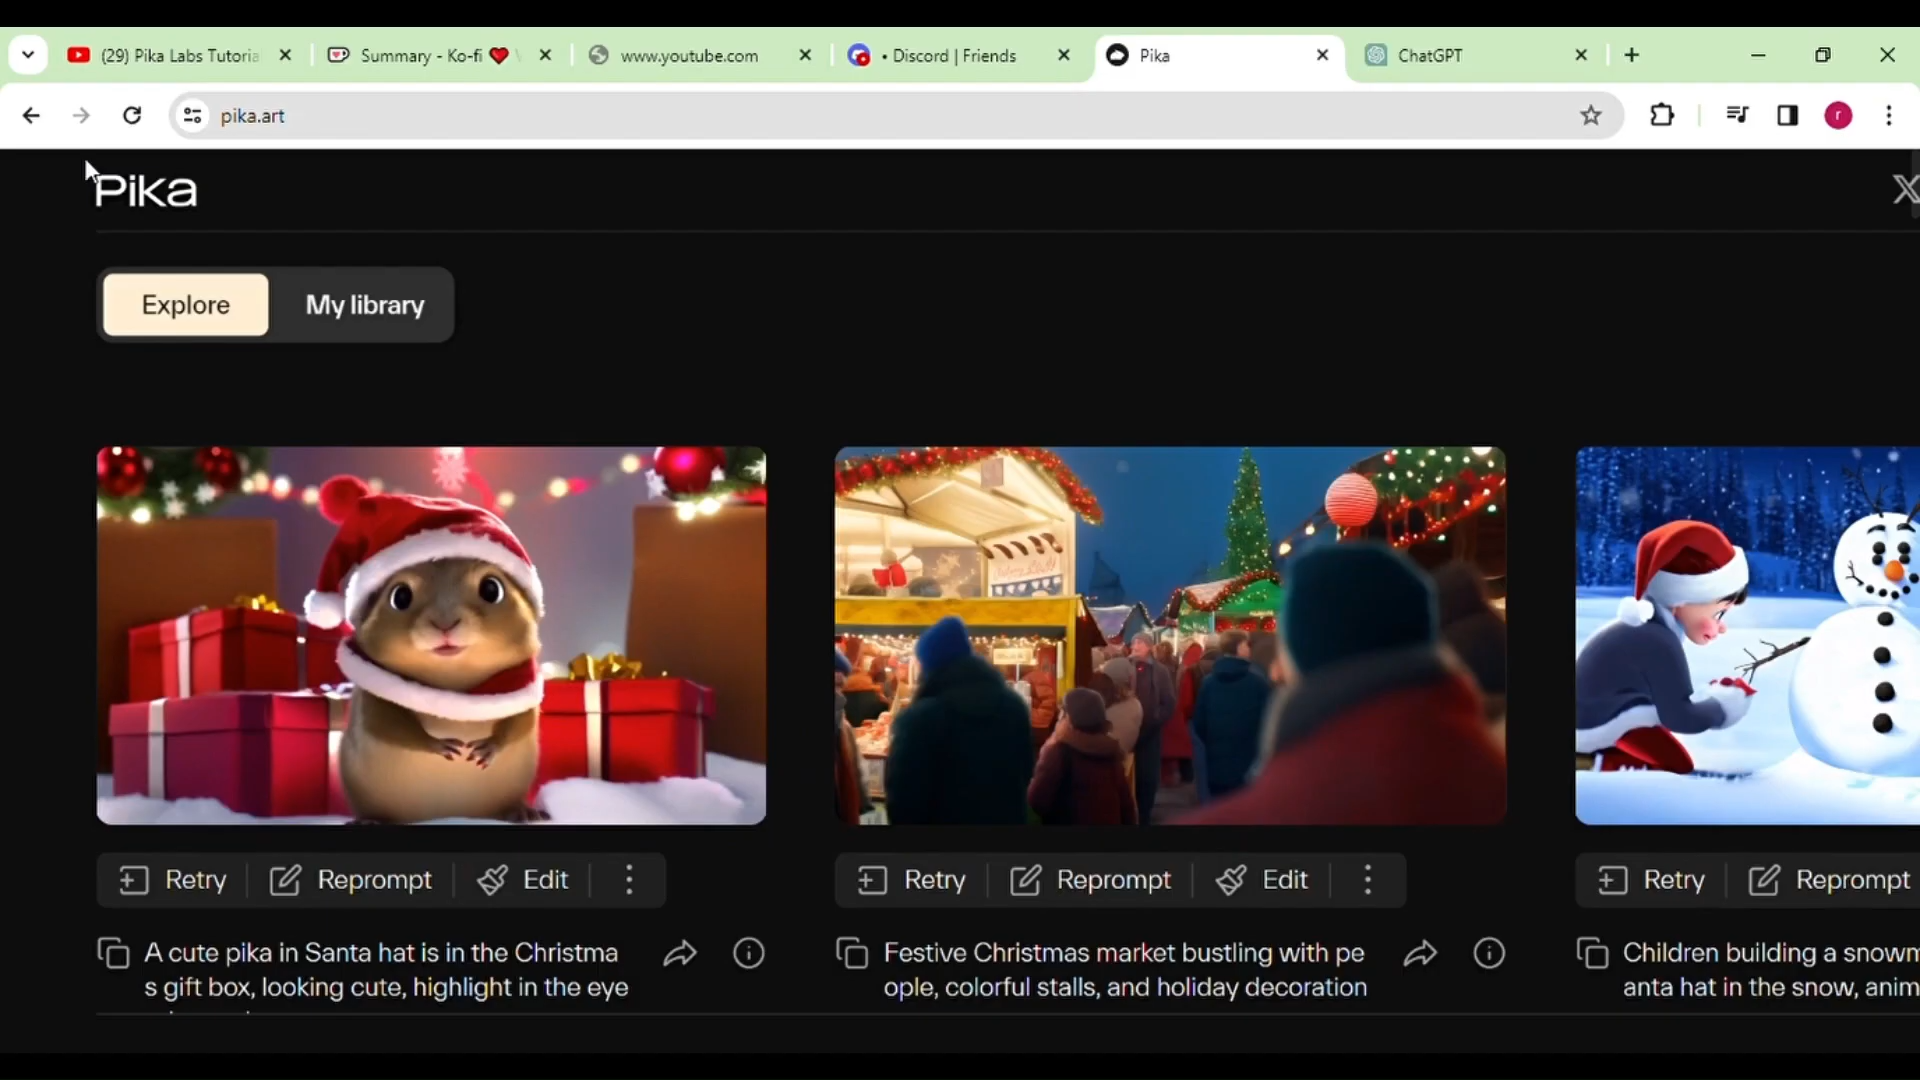 (29) Pika Labs Tutoria
Summary - Ko-fi ❤
www.youtube.com
• Discord | Friends
Pika
ChatGPT
pika.art
r
Pika
X
Explore
My library
Retry
Reprompt
Edit
Retry
Reprompt
Edit
Retry
Reprompt
A cute pika in Santa hat is in the Christma
s gift box, looking cute, highlight in the eye
Festive Christmas market bustling with pe
ople, colorful stalls, and holiday decoration
Children building a snowm
anta hat in the snow, anim